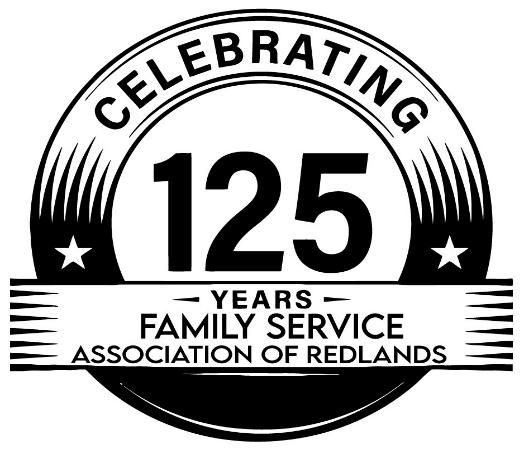 CELEBRATING
125
YEARS
FAMILY SERVICE
ASSOCIATION OF REDLANDS